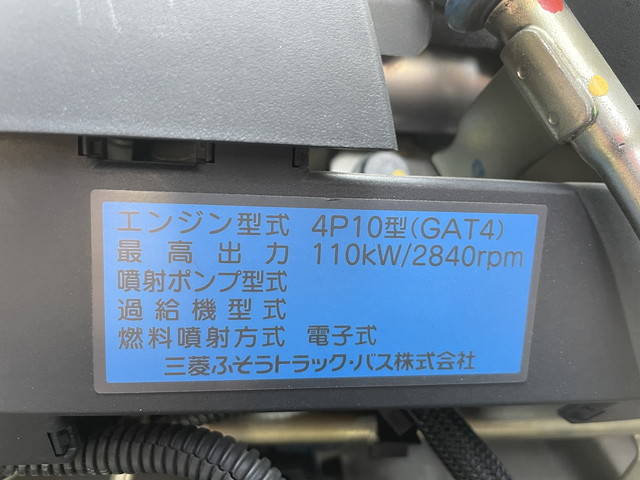 エンジン型式 4P10型(GAT4)
最高出力 110kW/2840rpm
噴射ポンプ型式
過給機型式
燃料噴射方式 電子式
三菱ふそうトラック・バス株式会社